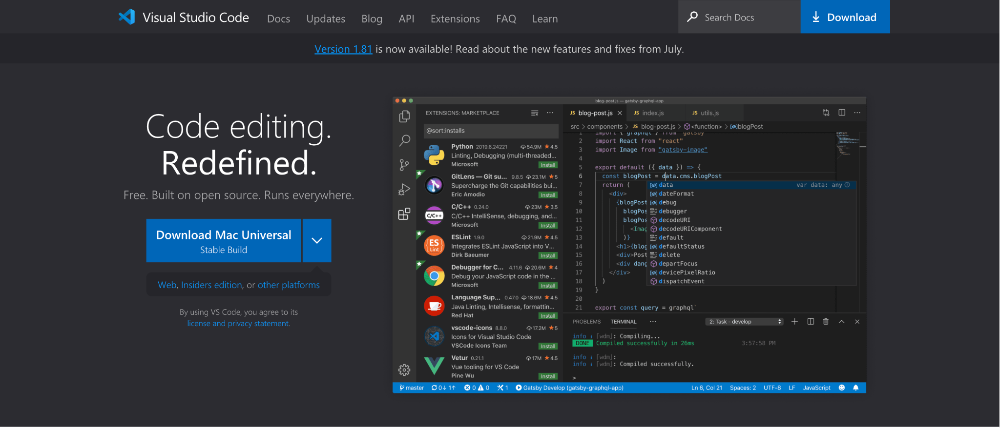 Visual Studio Code
Docs
Updates
Blog
API
Extensions
FAQ
Learn
Search Docs
Download
Version 1.81 is now available! Read about the new features and fixes from July.
Code editing.
Redefined.
Free. Built on open source. Runs everywhere.
Download Mac Universal
Stable Build
Web, Insiders edition, or other platforms
By using VS Code, you agree to its
license and privacy statement.
blog-post.js — gatsby-graphql-app
EXTENSIONS: MARKETPLACE
@sort:installs
Python 2019.6.24221 54.9M ★ 4.5
Linting, Debugging (multi-threaded...
Microsoft Install
GitLens — Git su... 9.8.5 23.1M ★ 5
Supercharge the Git capabilities bui...
Eric Amodio Install
C/C++
C/C++ 0.24.0 23M ★ 3.5
C/C++ IntelliSense, debugging, and...
Microsoft Install
ES
Lint
ESLint 1.9.0 21.9M ★ 4.5
Integrates ESLint JavaScript into V...
Dirk Baeumer Install
Debugger for C... 4.11.6 20.6M ★ 4
Debug your JavaScript code in the ...
Microsoft Install
Language Sup... 0.47.0 18.6M ★ 4.5
Java Linting, Intellisense, formattin...
Red Hat Install
vscode-icons 8.8.0 17.2M ★ 5
Icons for Visual Studio Code
VSCode Icons Team Install
Vetur 0.21.1 17M ★ 4.5
Vue tooling for VS Code
Pine Wu Install
JS blog-post.js
JS index.js
JS utils.js
src > components > JS blog-post.js > <function> > blogPost
1 import { graphql } from "gatsby"
2 import React from "react"
3 import Image from "gatsby-image"
4
5 export default ({ data }) => {
6 const blogPost = data.cms.blogPost
7 return (
8 <div>
9 {blogPost
10 blogPos
11 blogPos
12 <Imag
13 )}
14 <h1>{blog
15 <div>Post
16 <div dang
17 </div>
18 )
19 }
20
21 export const query = graphql`
data var data: any
dateFormat
debug
debugger
decodeURI
decodeURIComponent
default
defaultStatus
delete
departFocus
devicePixelRatio
dispatchEvent
PROBLEMS TERMINAL ···
2: Task - develop
info ｢wdm｣: Compiling...
DONE Compiled successfully in 26ms 3:57:58 PM
info ｢wdm｣:
info ｢wdm｣: Compiled successfully.
>
master 0↓ 1↑ 0 0 1 Gatsby Develop (gatsby-graphql-app)
Ln 6, Col 21 Spaces: 2 UTF-8 LF JavaScript